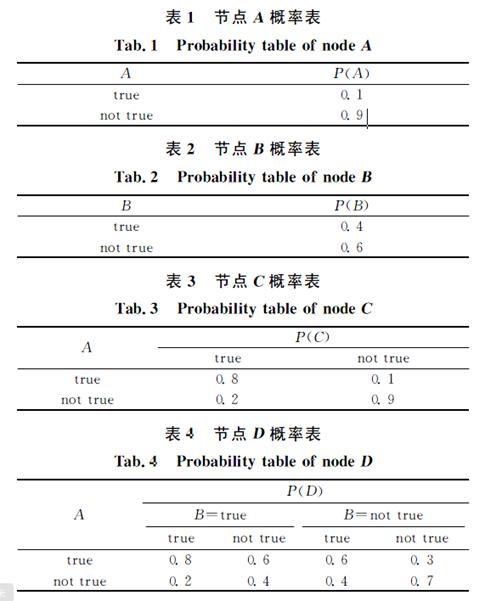 表 1 节点 A 概率表
Tab. 1 Probability table of node A
A P(A)
true 0. 1
not true 0. 9
表 2 节点 B 概率表
Tab. 2 Probability table of node B
B P(B)
true 0. 4
not true 0. 6
表 3 节点 C 概率表
Tab. 3 Probability table of node C
A P(C)
true not true
true 0. 8 0. 1
not true 0. 2 0. 9
表 4 节点 D 概率表
Tab. 4 Probability table of node D
P(D)
A B=true B=not true
true not true true not true
true 0. 8 0. 6 0. 6 0. 3
not true 0. 2 0. 4 0. 4 0. 7